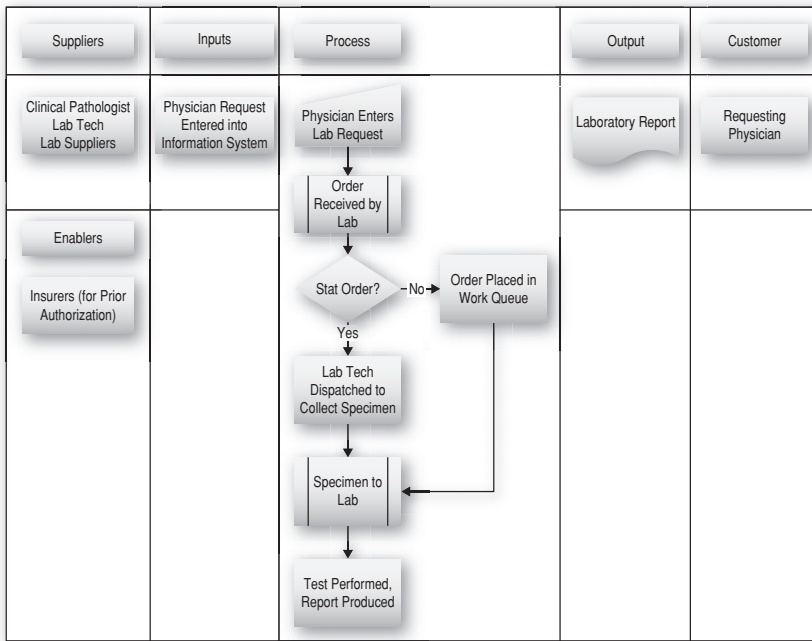 Suppliers
Inputs
Process
Output
Customer
Clinical Pathologist
Lab Tech
Lab Suppliers
Physician Request
Entered into
Information System
Physician Enters
Lab Request
Laboratory Report
Requesting
Physician
Order
Received by
Lab
Enablers
Insurers (for Prior
Authorization)
Stat Order?
No
Order Placed in
Work Queue
Yes
Lab Tech
Dispatched to
Collect Specimen
Specimen to
Lab
Test Performed,
Report Produced